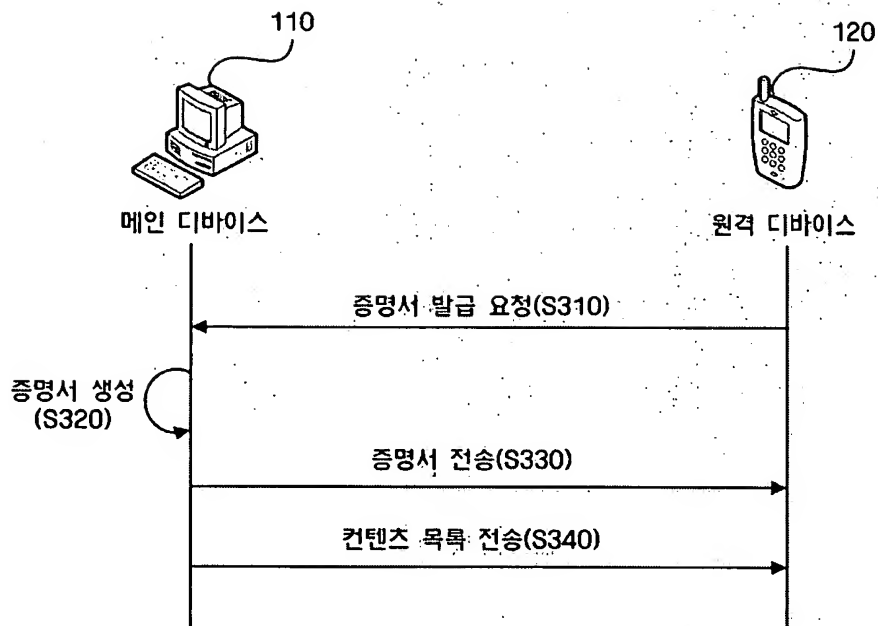 110
120
메인 디바이스
원격 디바이스
증명서 발급 요청(S310)
증명서 생성
(S320)
증명서 전송(S330)
컨텐츠 목록 전송(S340)